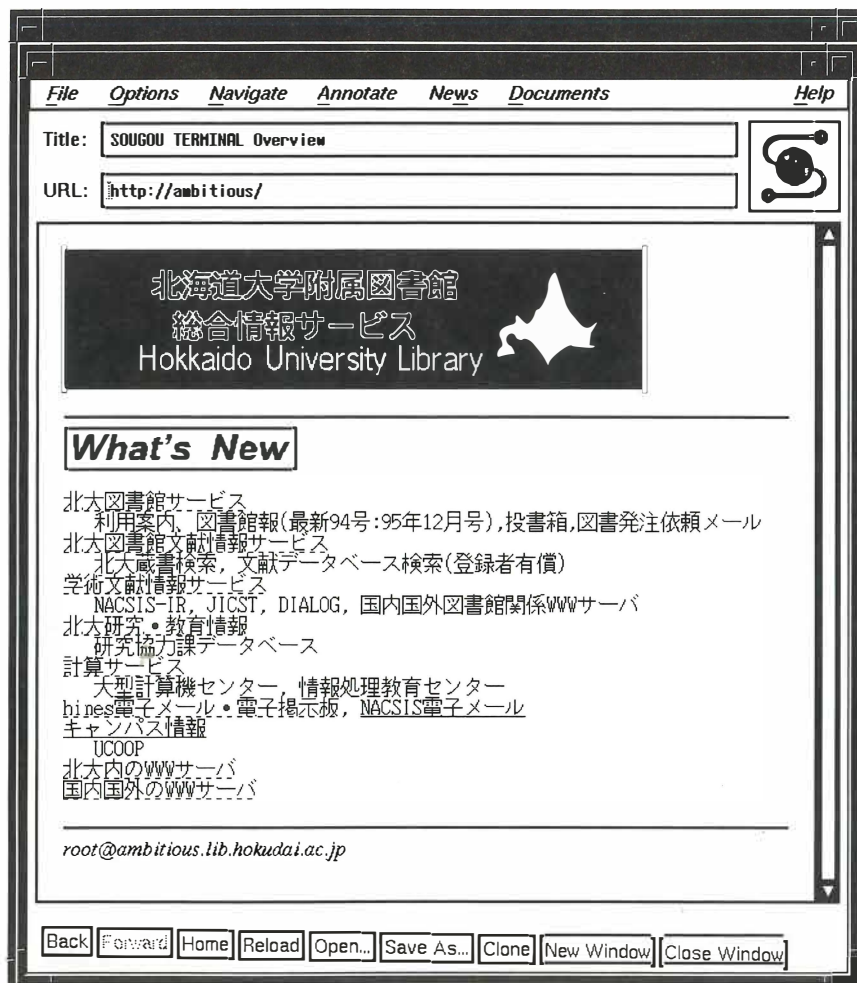 File Options Navigate Annotate News Documents Help
Title: SOUGOU TERMINAL Overview
URL: http://ambitious/
北海道大学附属図書館
総合情報サービス
Hokkaido University Library
What's New
北大図書館サービス
利用案内、図書館報(最新94号:95年12月号),投書箱,図書発注依頼メール
北大図書館文献情報サービス
北大蔵書検索, 文献データベース検索(登録者有償)
学術文献情報サービス
NACSIS-IR, JICST, DIALOG, 国内国外図書館関係WWWサーバ
北大研究・教育情報
研究協力課データベース
計算サービス
大型計算機センター, 情報処理教育センター
hines電子メール・電子掲示板, NACSIS電子メール
キャンパス情報
UCOOP
北大内のWWWサーバ
国内国外のWWWサーバ
root@ambitious.lib.hokudai.ac.jp
Back Forward Home Reload Open... Save As... Clone New Window Close Window